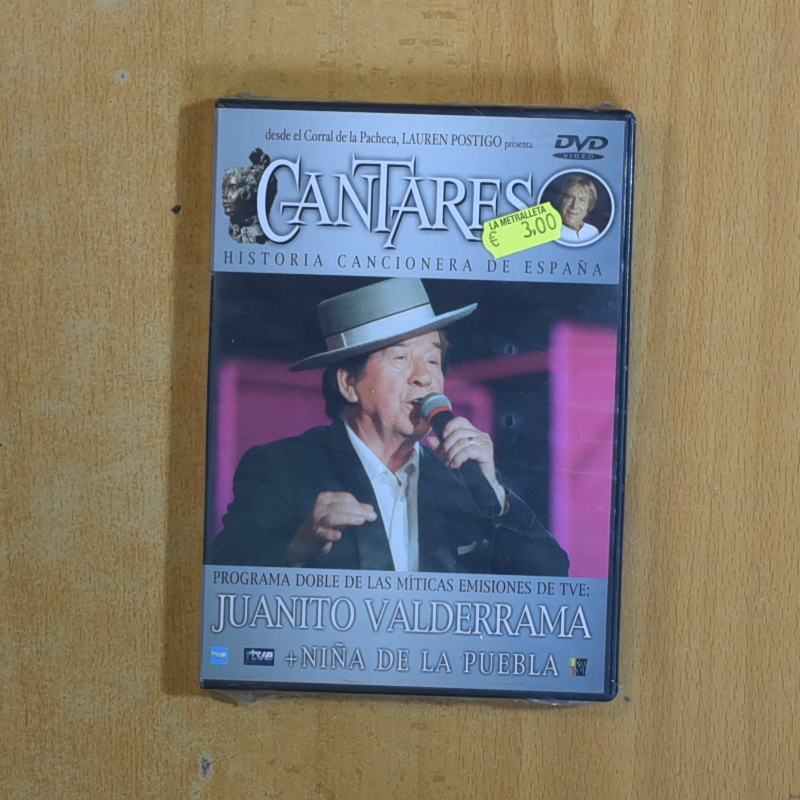 desde el Corral de la Pacheca, LAUREN POSTIGO presenta
DVD
VIDEO
CANTARES
LA METRALLETA
€ 3,00
HISTORIA CANCIONERA DE ESPAÑA
PROGRAMA DOBLE DE LAS MÍTICAS EMISIONES DE TVE:
JUANITO VALDERRAMA
rtve + NIÑA DE LA PUEBLA